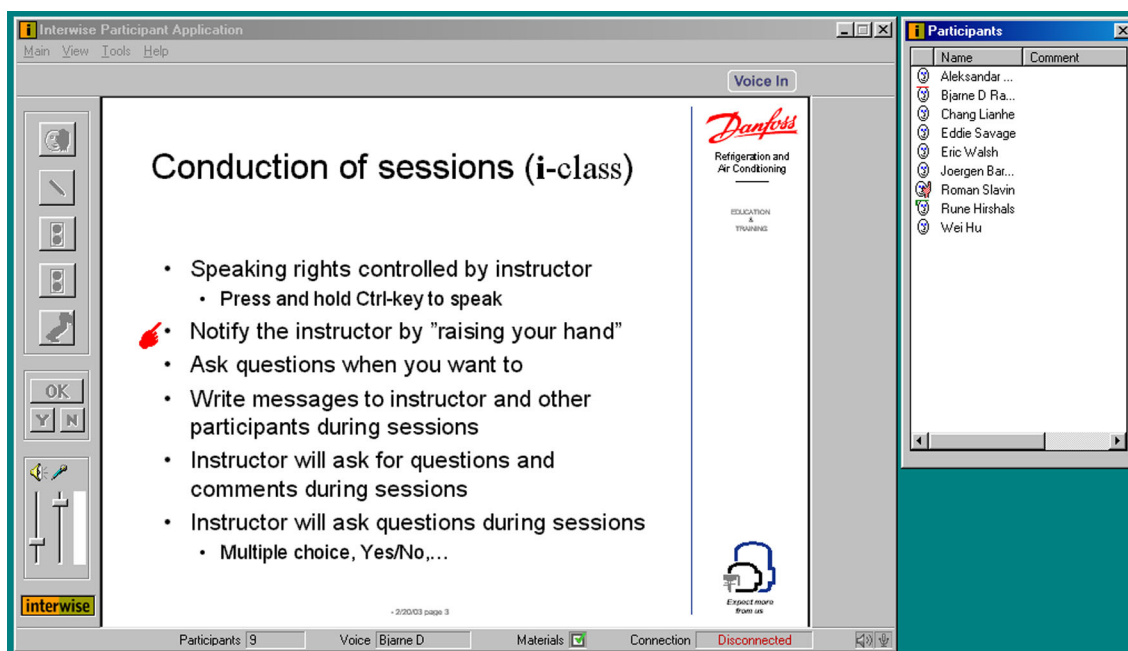 Interwise Participant Application
Main View Tools Help
Voice In
Conduction of sessions (i-class)
• Speaking rights controlled by instructor
• Press and hold Ctrl-key to speak
• Notify the instructor by ”raising your hand”
• Ask questions when you want to
• Write messages to instructor and other
participants during sessions
• Instructor will ask for questions and
comments during sessions
• Instructor will ask questions during sessions
• Multiple choice, Yes/No,...
- 2/20/03 page 3
Danfoss
Refrigeration and
Air Conditioning
EDUCATION
&
TRAINING
Expect more
from us
OK
Y N
interwise
Participants 9 Voice Bjarne D Materials Connection Disconnected
Participants
Name Comment
Aleksandar ...
Bjarne D Ra...
Chang Lianhe
Eddie Savage
Eric Walsh
Joergen Bar...
Roman Slavin
Rune Hirshals
Wei Hu